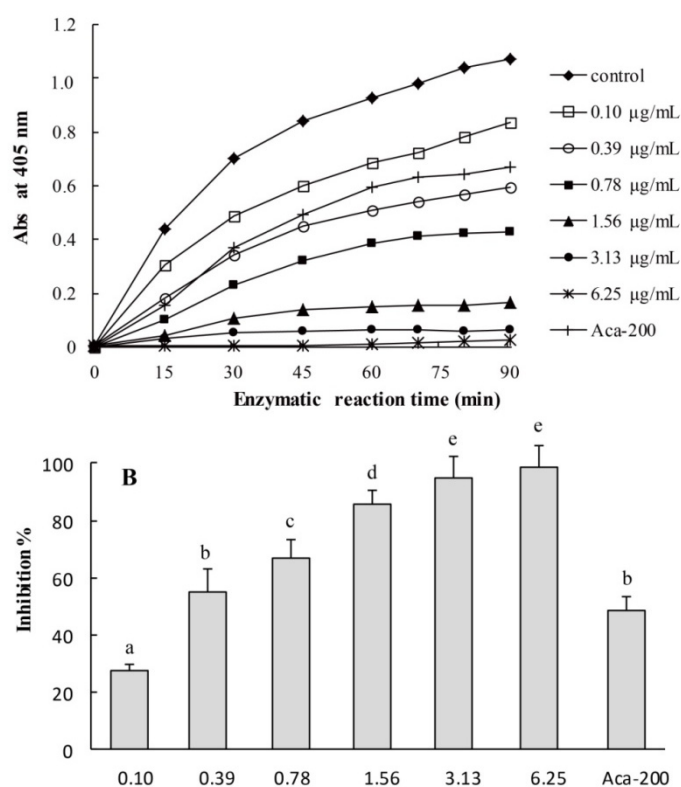 1.2
1.0
0.8
0.6
0.4
0.2
0
Abs at 405 nm
0 15 30 45 60 75 90
Enzymatic reaction time (min)
control
0.10 µg/mL
0.39 µg/mL
0.78 µg/mL
1.56 µg/mL
3.13 µg/mL
6.25 µg/mL
Aca-200
B
100
80
60
40
20
0
Inhibition %
a b c d e e b
0.10 0.39 0.78 1.56 3.13 6.25 Aca-200